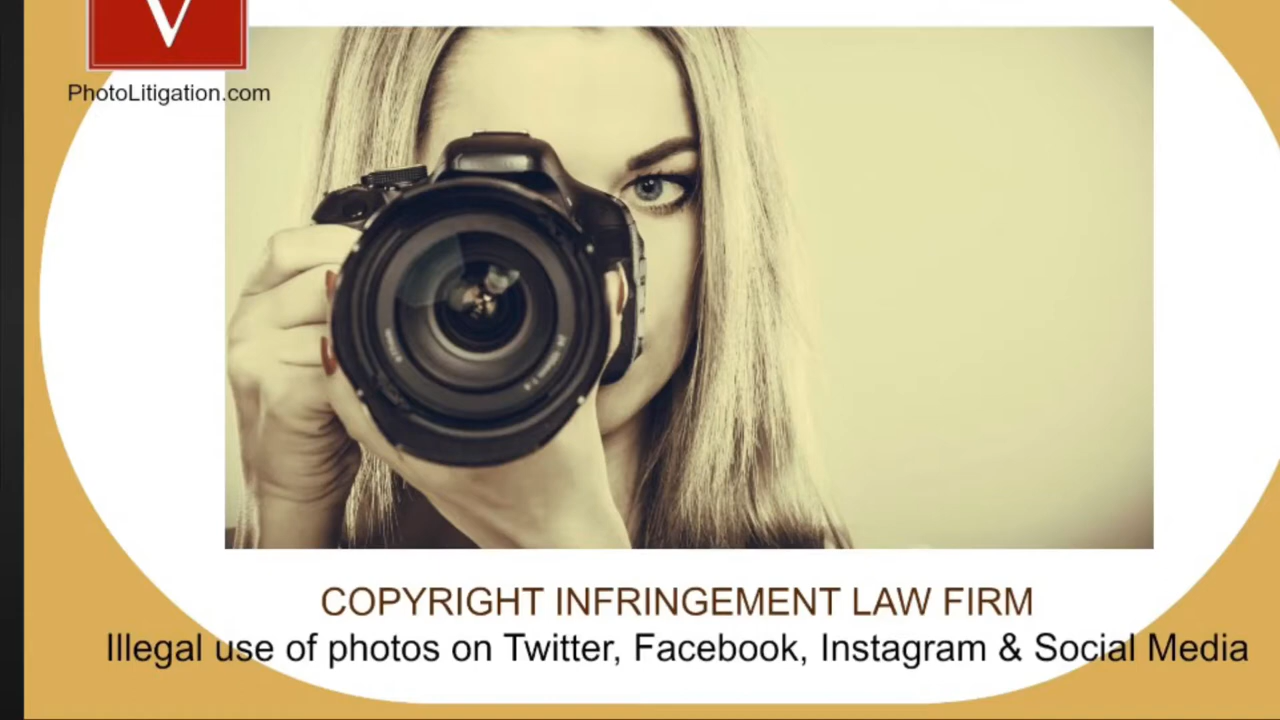 V
PhotoLitigation.com
COPYRIGHT INFRINGEMENT LAW FIRM
Illegal use of photos on Twitter, Facebook, Instagram & Social Media